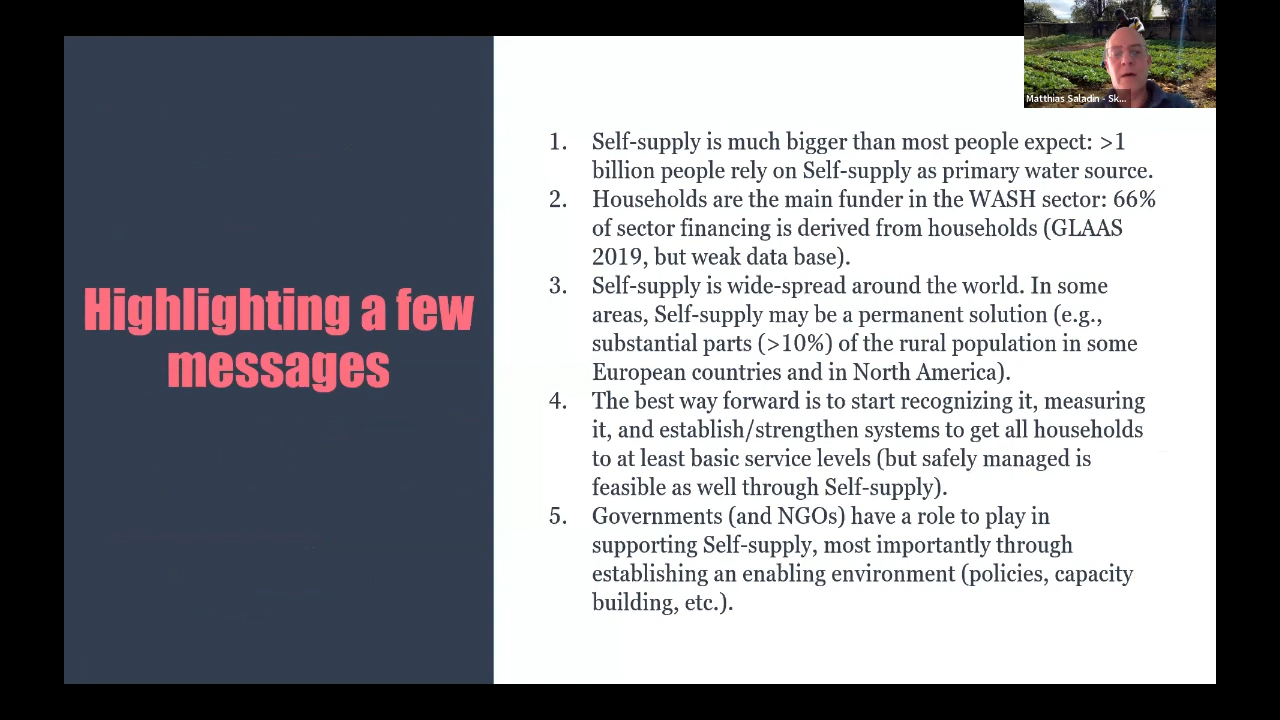 Highlighting a few
messages
Matthias Saladin - Sk...
1. Self-supply is much bigger than most people expect: >1
billion people rely on Self-supply as primary water source.
2. Households are the main funder in the WASH sector: 66%
of sector financing is derived from households (GLAAS
2019, but weak data base).
3. Self-supply is wide-spread around the world. In some
areas, Self-supply may be a permanent solution (e.g.,
substantial parts (>10%) of the rural population in some
European countries and in North America).
4. The best way forward is to start recognizing it, measuring
it, and establish/strengthen systems to get all households
to at least basic service levels (but safely managed is
feasible as well through Self-supply).
5. Governments (and NGOs) have a role to play in
supporting Self-supply, most importantly through
establishing an enabling environment (policies, capacity
building, etc.).